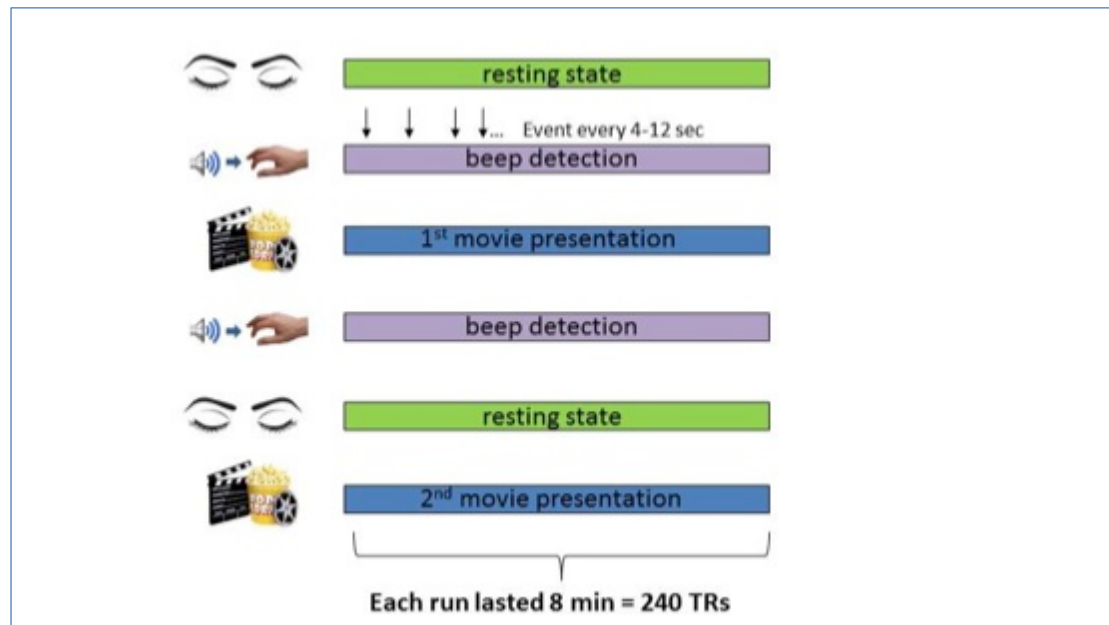 resting state
... Event every 4-12 sec
beep detection
1st movie presentation
beep detection
resting state
2nd movie presentation
Each run lasted 8 min = 240 TRs